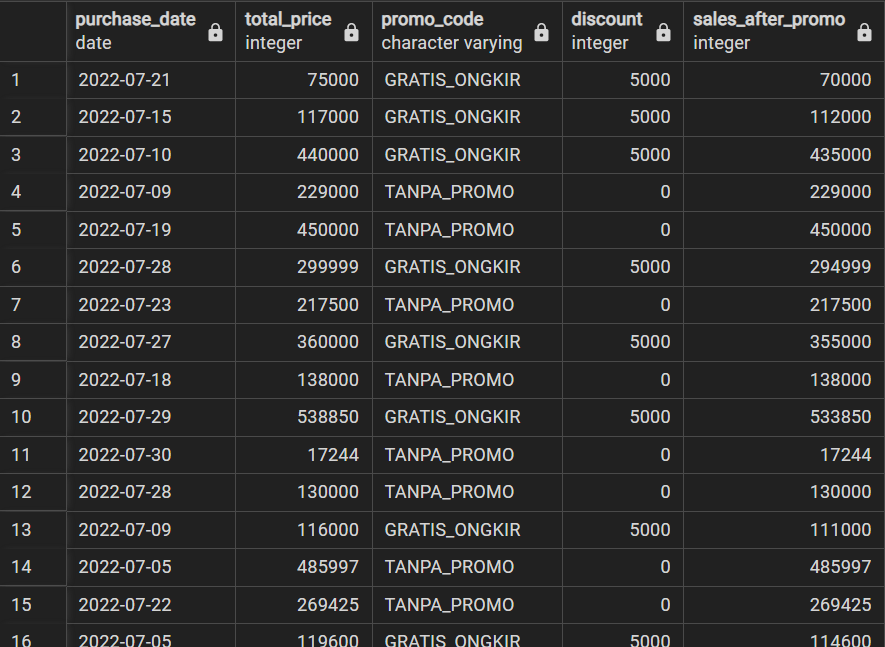 purchase_date total_price promo_code discount sales_after_promo
date integer character varying integer integer
1 2022-07-21 75000 GRATIS_ONGKIR 5000 70000
2 2022-07-15 117000 GRATIS_ONGKIR 5000 112000
3 2022-07-10 440000 GRATIS_ONGKIR 5000 435000
4 2022-07-09 229000 TANPA_PROMO 0 229000
5 2022-07-19 450000 TANPA_PROMO 0 450000
6 2022-07-28 299999 GRATIS_ONGKIR 5000 294999
7 2022-07-23 217500 TANPA_PROMO 0 217500
8 2022-07-27 360000 GRATIS_ONGKIR 5000 355000
9 2022-07-18 138000 TANPA_PROMO 0 138000
10 2022-07-29 538850 GRATIS_ONGKIR 5000 533850
11 2022-07-30 17244 TANPA_PROMO 0 17244
12 2022-07-28 130000 TANPA_PROMO 0 130000
13 2022-07-09 116000 GRATIS_ONGKIR 5000 111000
14 2022-07-05 485997 TANPA_PROMO 0 485997
15 2022-07-22 269425 TANPA_PROMO 0 269425
16 2022-07-05 119600 GRATIS_ONGKIR 5000 114600